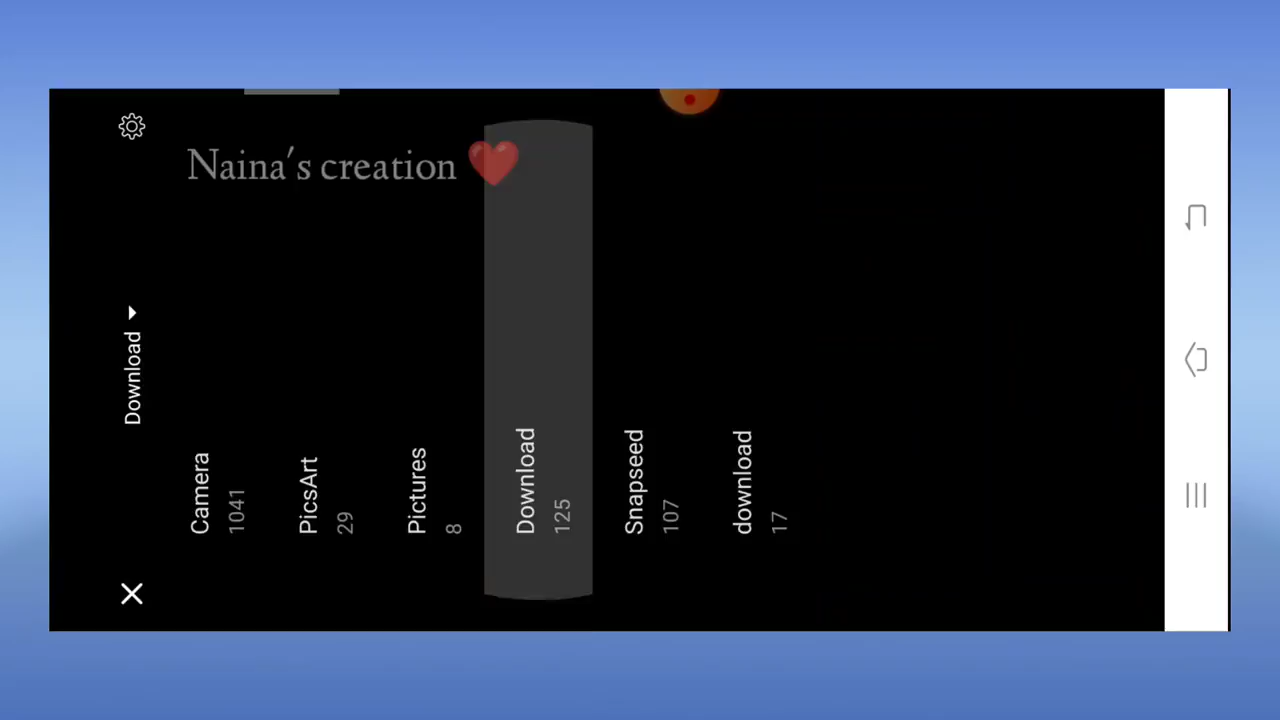 Naina's creation ❤️
Download
Camera
1041
PicsArt
29
Pictures
8
Download
125
Snapseed
107
download
17